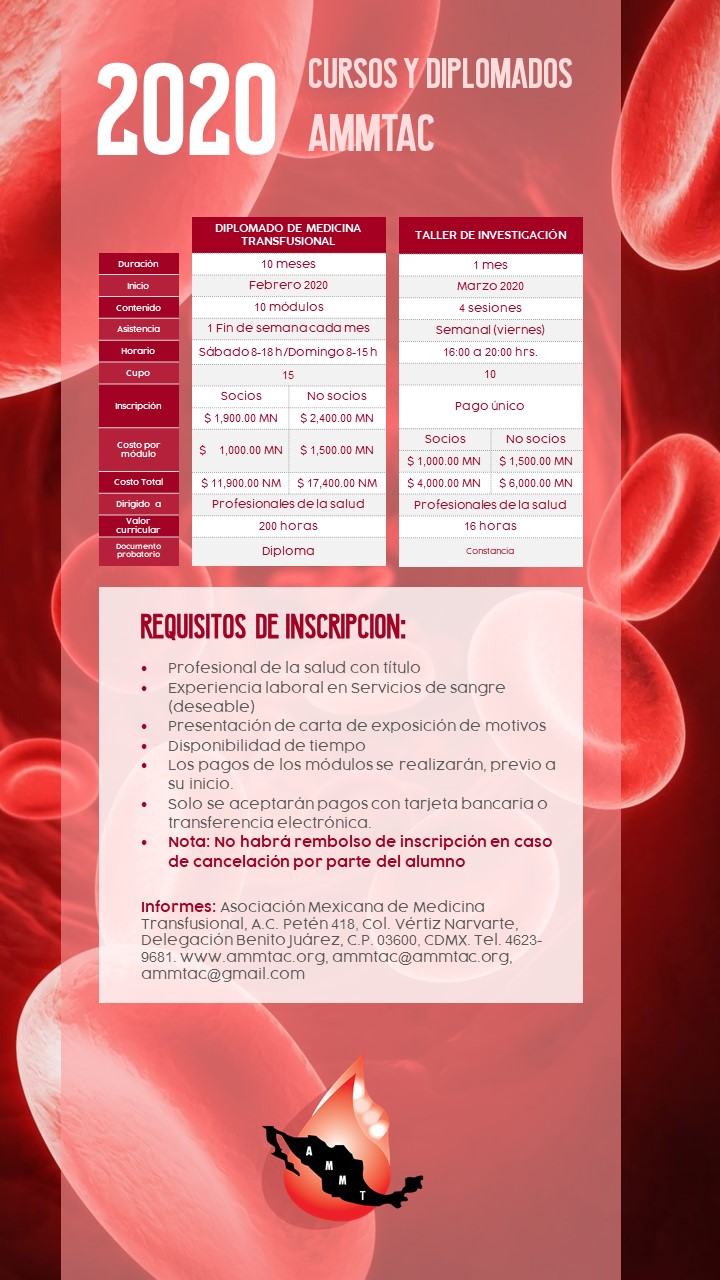 2020
CURSOS Y DIPLOMADOS
AMMTAC
DIPLOMADO DE MEDICINA
TRANSFUSIONAL
TALLER DE INVESTIGACIÓN
Duración
10 meses
1 mes
Inicio
Febrero 2020
Marzo 2020
Contenido
10 módulos
4 sesiones
Asistencia
1 Fin de semana cada mes
Semanal (viernes)
Horario
Sábado 8-18 h/Domingo 8-15 h
16:00 a 20:00 hrs.
Cupo
15
10
Inscripción
Socios
No socios
$ 1,900.00 MN
$ 2,400.00 MN
Pago único
Costo por
módulo
$ 1,000.00 MN
$ 1,500.00 MN
Socios
No socios
$ 1,000.00 MN
$ 1,500.00 MN
Costo Total
$ 11,900.00 NM
$ 17,400.00 NM
$ 4,000.00 MN
$ 6,000.00 MN
Dirigido a
Profesionales de la salud
Profesionales de la salud
Valor
curricular
200 horas
16 horas
Documento
probatorio
Diploma
Constancia
REQUISITOS DE INSCRIPCION:
• Profesional de la salud con título
• Experiencia laboral en Servicios de sangre
(deseable)
• Presentación de carta de exposición de motivos
• Disponibilidad de tiempo
• Los pagos de los módulos se realizarán, previo a
su inicio.
• Solo se aceptarán pagos con tarjeta bancaria o
transferencia electrónica.
• Nota: No habrá rembolso de inscripción en caso
de cancelación por parte del alumno
Informes: Asociación Mexicana de Medicina
Transfusional, A.C. Petén 418, Col. Vértiz Narvarte,
Delegación Benito Juárez, C.P. 03600, CDMX. Tel. 4623-
9681. www.ammtac.org, ammtac@ammtac.org,
ammtac@gmail.com
A
M
M
T